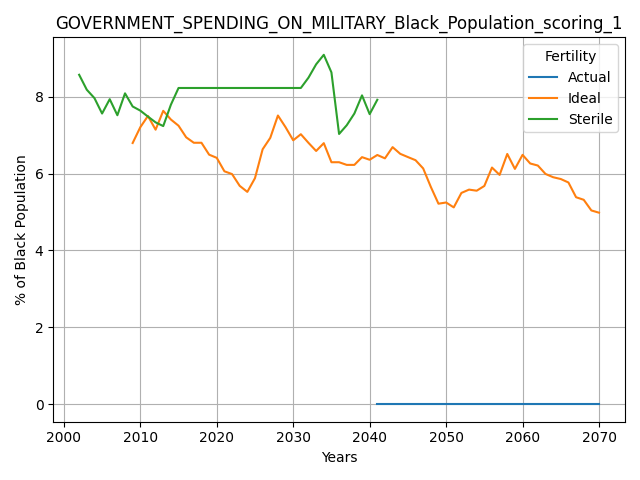 GOVERNMENT_SPENDING_ON_MILITARY_Black_Population_scoring_1
Fertility
Actual
Ideal
Sterile
% of Black Population
8
6
4
2
0
2000 2010 2020 2030 2040 2050 2060 2070
Years